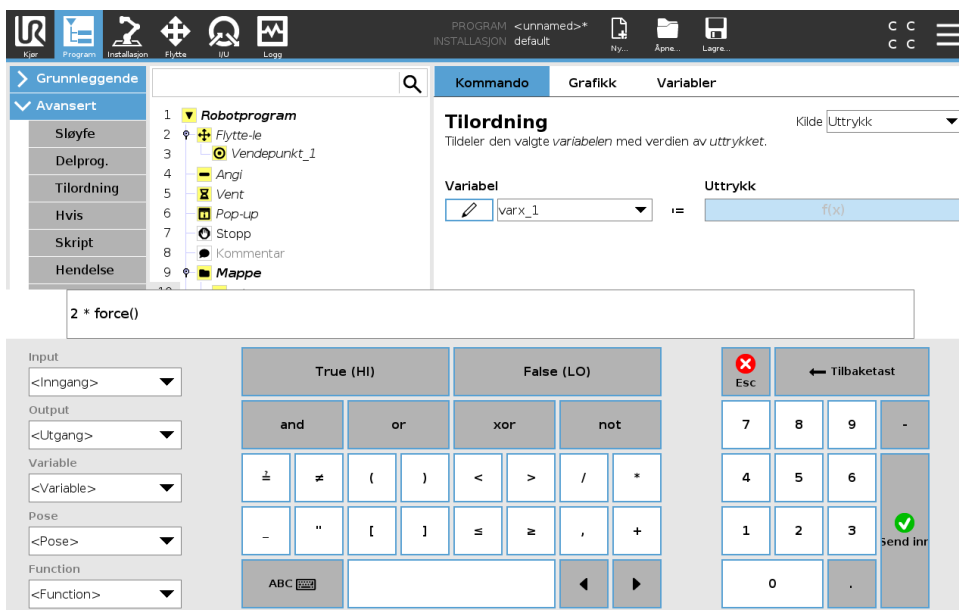 PROGRAM <unnamed>*
INSTALLASJON default
Kjør Program Installasjon Flytte I/U Logg Ny... Åpne... Lagre...
C C
C C
Grunnleggende
Avansert
Sløyfe
Delprog.
Tilordning
Hvis
Skript
Hendelse
1 Robotprogram
2 Flytte-le
3 Vendepunkt_1
4 Angi
5 Vent
6 Pop-up
7 Stopp
8 Kommentar
9 Mappe
Kommando Grafikk Variabler
Tilordning
Kilde Uttrykk
Tildeler den valgte variabelen med verdien av uttrykket.
Variabel Uttrykk
varx_1 := f(x)
2 * force()
Input
<Inngang>
Output
<Utgang>
Variable
<Variable>
Pose
<Pose>
Function
<Function>
True (HI) False (LO)
and or xor not
≟ ≠ ( ) < > / *
_ " [ ] ≤ ≥ , +
ABC
Esc Tilbaketast
7 8 9 -
4 5 6
1 2 3 Send inn
0 .